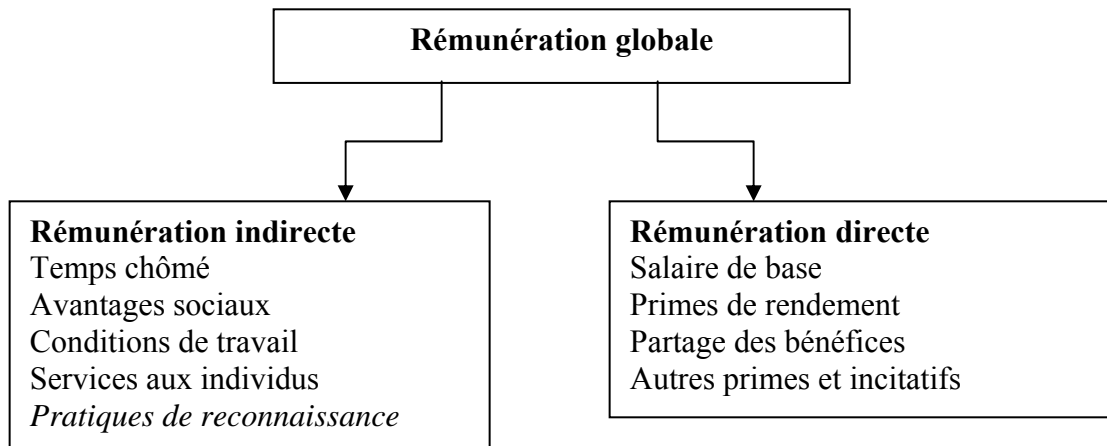 Rémunération globale
Rémunération indirecte
Temps chômé
Avantages sociaux
Conditions de travail
Services aux individus
Pratiques de reconnaissance
Rémunération directe
Salaire de base
Primes de rendement
Partage des bénéfices
Autres primes et incitatifs